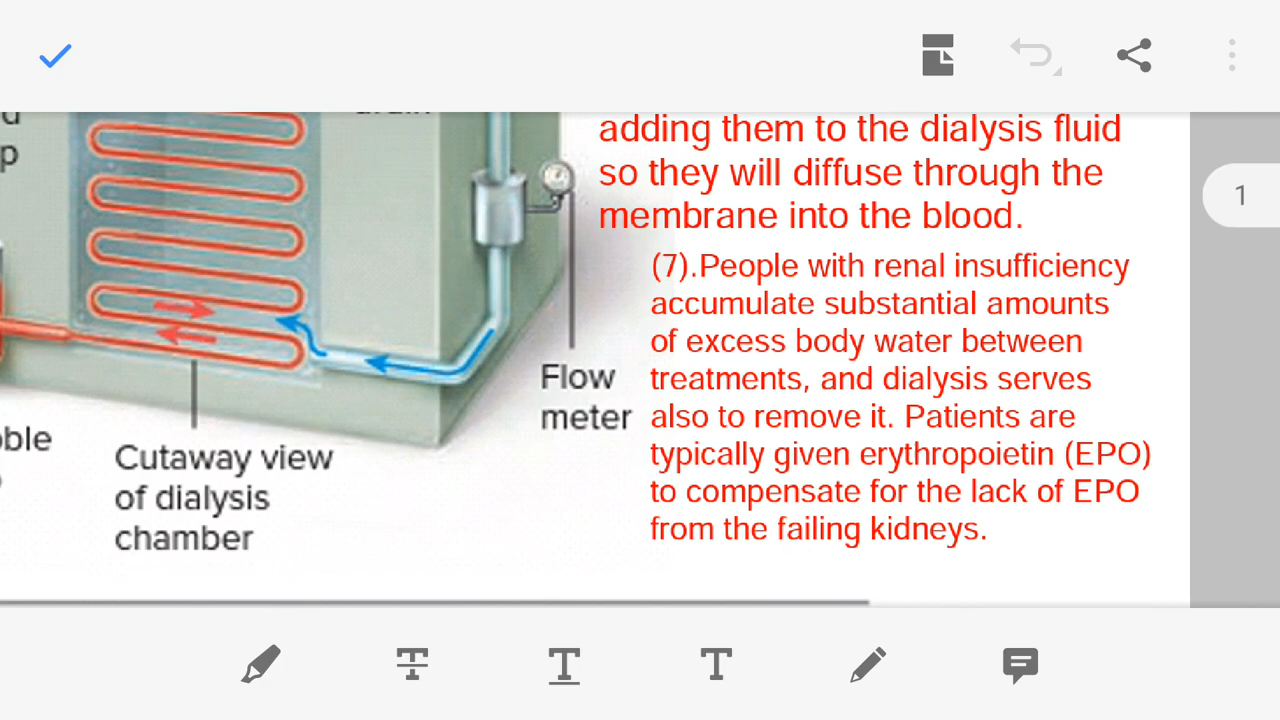 1
adding them to the dialysis fluid
so they will diffuse through the
membrane into the blood.
(7).People with renal insufficiency
accumulate substantial amounts
of excess body water between
treatments, and dialysis serves
also to remove it. Patients are
typically given erythropoietin (EPO)
to compensate for the lack of EPO
from the failing kidneys.
Flow
meter
Cutaway view
of dialysis
chamber